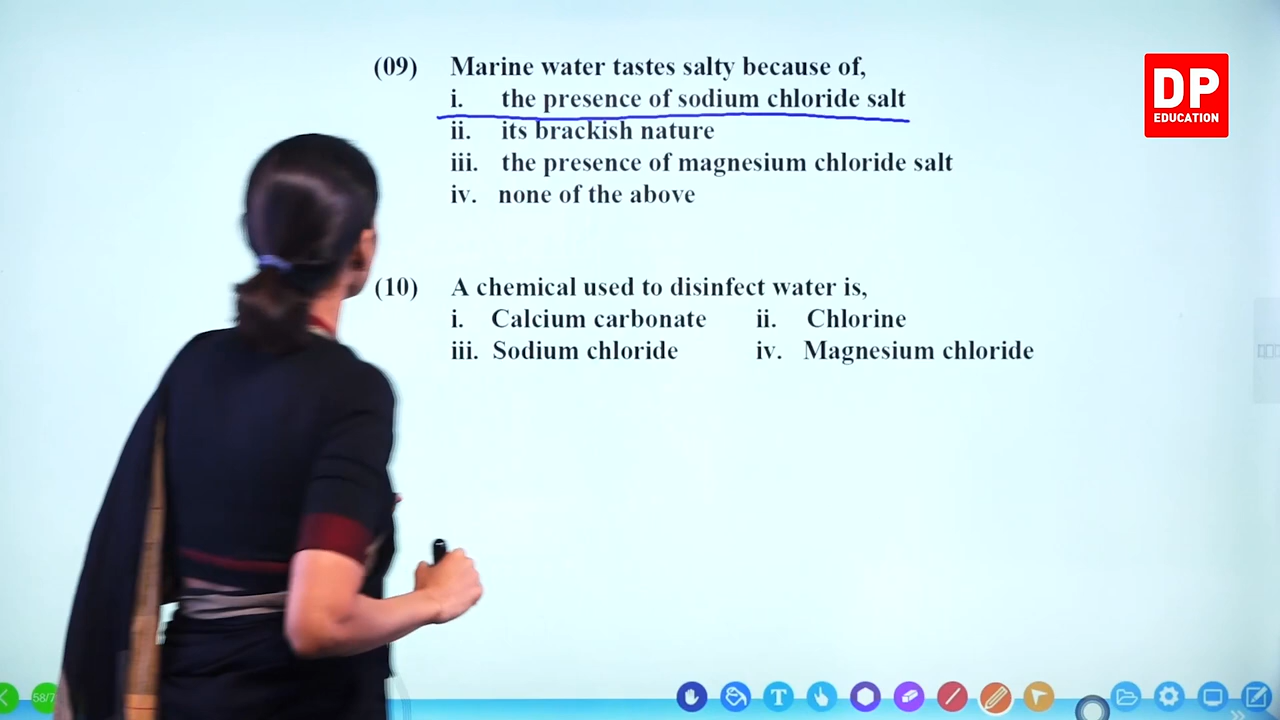 DP
EDUCATION
(09) Marine water tastes salty because of,
i. the presence of sodium chloride salt
ii. its brackish nature
iii. the presence of magnesium chloride salt
iv. none of the above
(10) A chemical used to disinfect water is,
i. Calcium carbonate ii. Chlorine
iii. Sodium chloride iv. Magnesium chloride
58/7
T